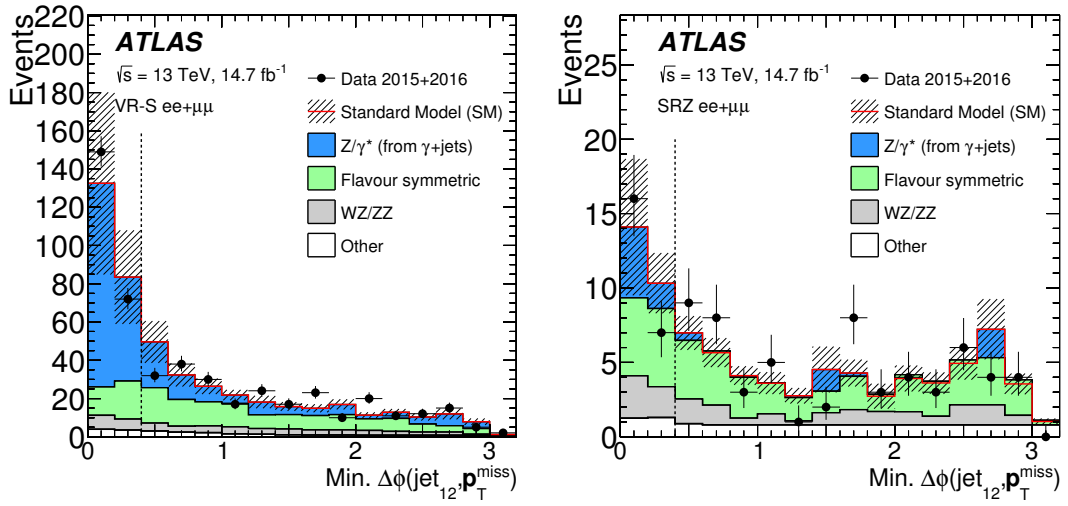 Events
220
200
180
160
140
120
100
80
60
40
20
0
ATLAS
√s = 13 TeV, 14.7 fb⁻¹
VR-S ee+μμ
Data 2015+2016
Standard Model (SM)
Z/γ* (from γ+jets)
Flavour symmetric
WZ/ZZ
Other
0 1 2 3
Min. Δϕ(jet₁₂,p_T^miss)
Events
25
20
15
10
5
0
ATLAS
√s = 13 TeV, 14.7 fb⁻¹
SRZ ee+μμ
Data 2015+2016
Standard Model (SM)
Z/γ* (from γ+jets)
Flavour symmetric
WZ/ZZ
Other
0 1 2 3
Min. Δϕ(jet₁₂,p_T^miss)